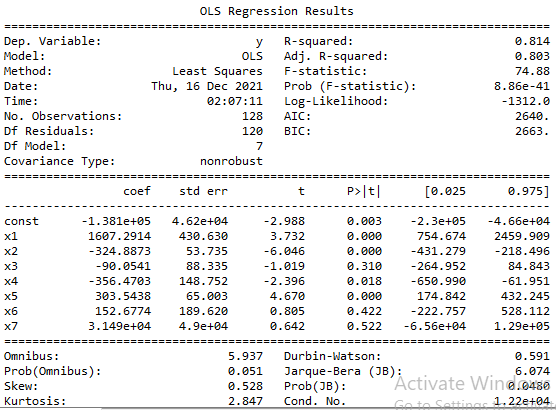 OLS Regression Results
Dep. Variable: y R-squared: 0.814
Model: OLS Adj. R-squared: 0.803
Method: Least Squares F-statistic: 74.88
Date: Thu, 16 Dec 2021 Prob (F-statistic): 8.86e-41
Time: 02:07:11 Log-Likelihood: -1312.0
No. Observations: 128 AIC: 2640.
Df Residuals: 120 BIC: 2663.
Df Model: 7
Covariance Type: nonrobust
coef std err t P>|t| [0.025 0.975]
const -1.381e+05 4.62e+04 -2.988 0.003 -2.3e+05 -4.66e+04
x1 1607.2914 430.630 3.732 0.000 754.674 2459.909
x2 -324.8873 53.735 -6.046 0.000 -431.279 -218.496
x3 -90.0541 88.335 -1.019 0.310 -264.952 84.843
x4 -356.4703 148.752 -2.396 0.018 -650.990 -61.951
x5 303.5438 65.003 4.670 0.000 174.842 432.245
x6 152.6774 189.620 0.805 0.422 -222.757 528.112
x7 3.149e+04 4.9e+04 0.642 0.522 -6.56e+04 1.29e+05
Omnibus: 5.937 Durbin-Watson: 0.591
Prob(Omnibus): 0.051 Jarque-Bera (JB): 6.074
Skew: 0.528 Prob(JB): 0.0480
Kurtosis: 2.847 Cond. No. 1.22e+04
Activate Windows
Go to Settings